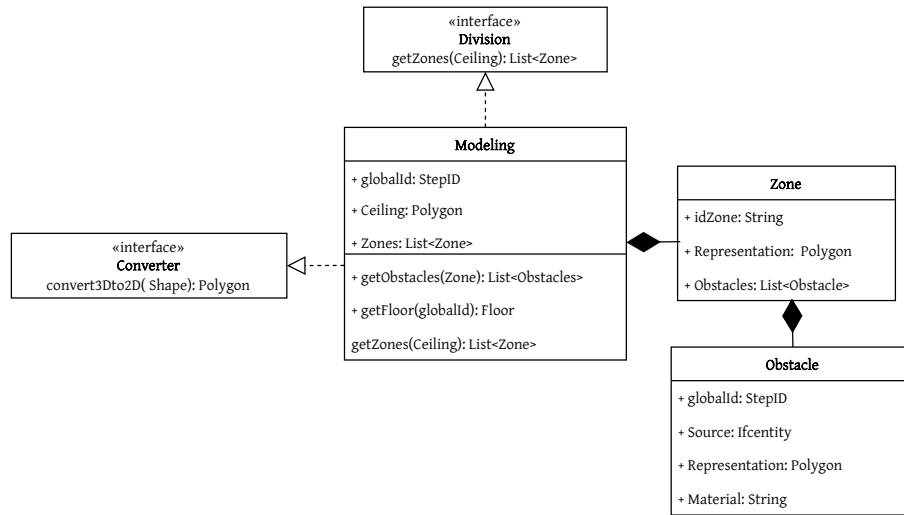 «interface»
Division
getZones(Ceiling): List<Zone>
Modeling
+ globalId: StepID
+ Ceiling: Polygon
+ Zones: List<Zone>
+ getObstacles(Zone): List<Obstacles>
+ getFloor(globalId): Floor
getZones(Ceiling): List<Zone>
«interface»
Converter
convert3Dto2D( Shape): Polygon
Zone
+ idZone: String
+ Representation:  Polygon
+ Obstacles: List<Obstacle>
Obstacle
+ globalId: StepID
+ Source: Ifcentity
+ Representation: Polygon
+ Material: String